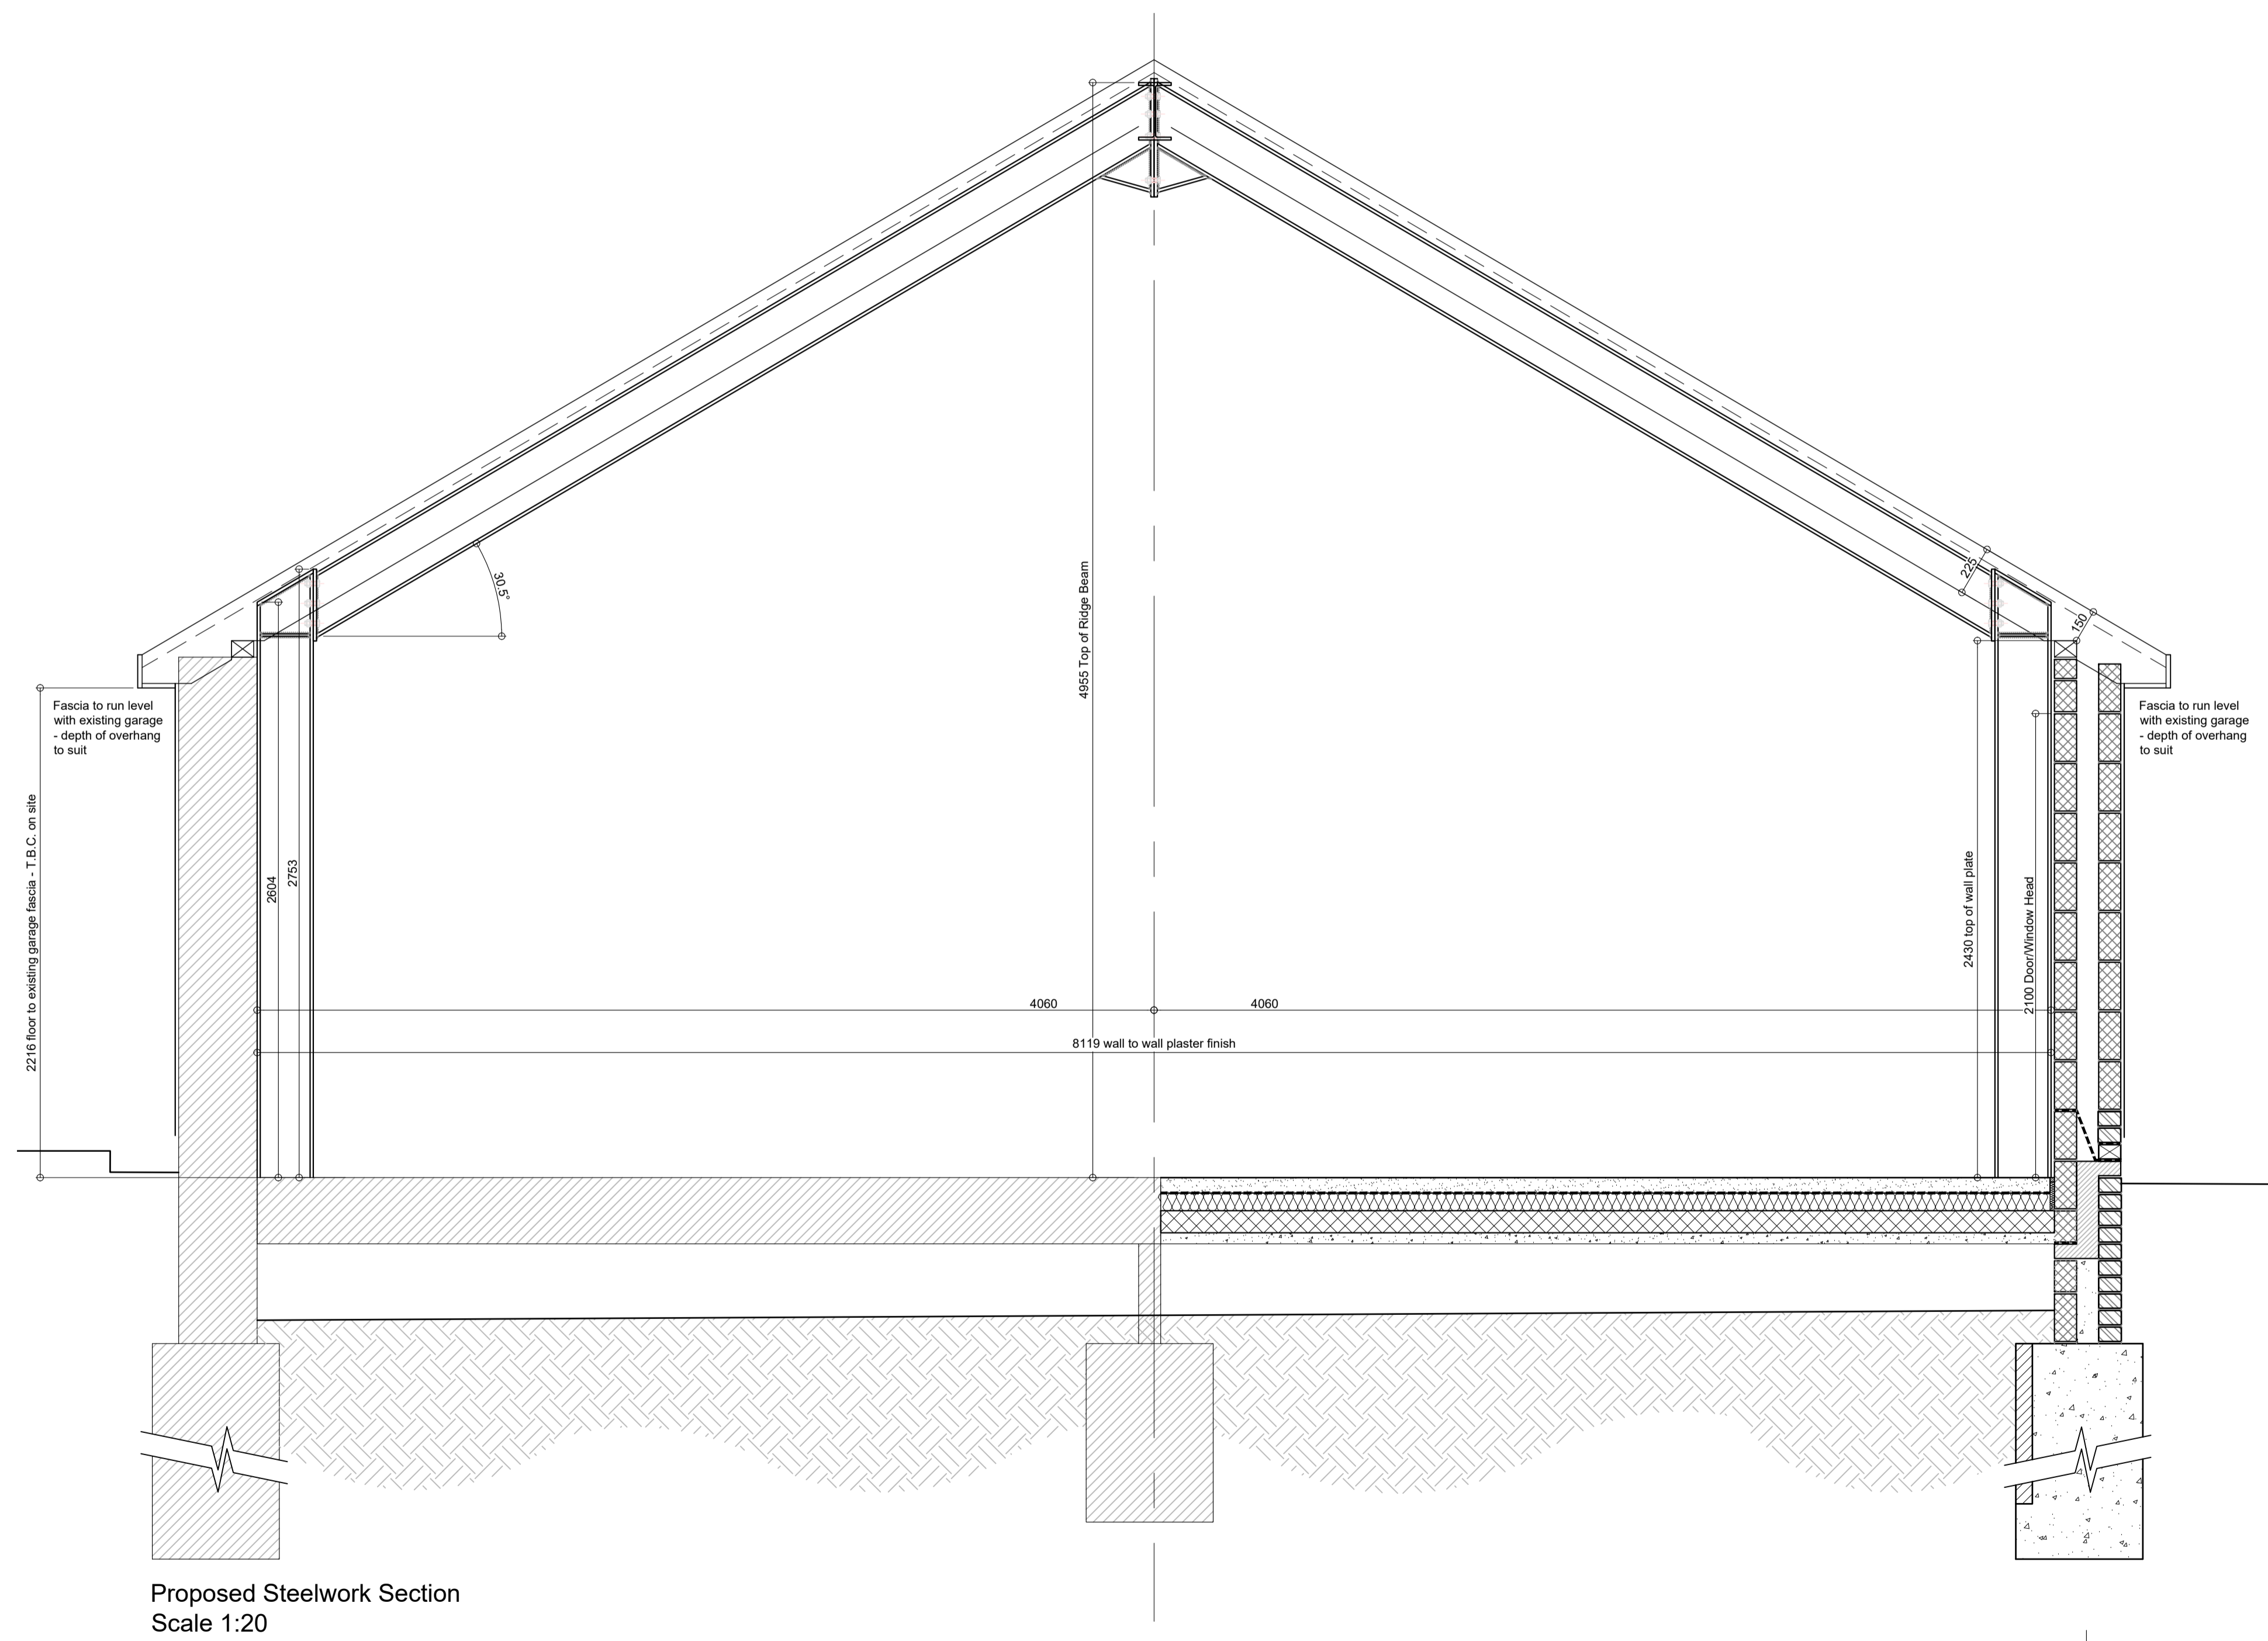 30.5°
225
150
4955 Top of Ridge Beam
Fascia to run level
with existing garage
- depth of overhang
to suit
Fascia to run level
with existing garage
- depth of overhang
to suit
2216 floor to existing garage fascia - T.B.C. on site
2604
2753
2430 top of wall plate
2100 Door/Window Head
4060
4060
8119 wall to wall plaster finish
Proposed Steelwork Section
Scale 1:20